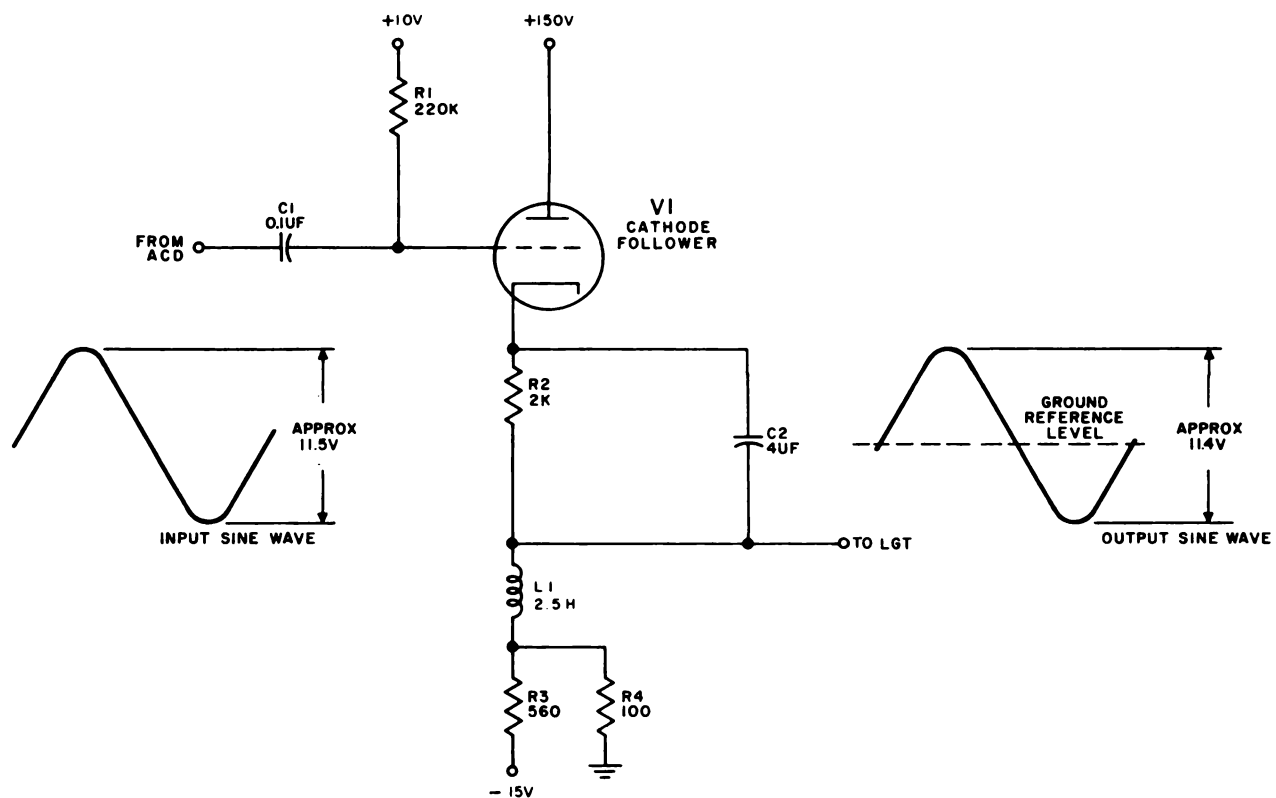 +10V
+150V
R1
220K
C1
0.1UF
V1
CATHODE
FOLLOWER
FROM
ACD
R2
2K
APPROX
11.5V
GROUND
REFERENCE
LEVEL
APPROX
11.4V
C2
4UF
INPUT SINE WAVE
OUTPUT SINE WAVE
TO LGT
L1
2.5H
R3
560
R4
100
- 15V